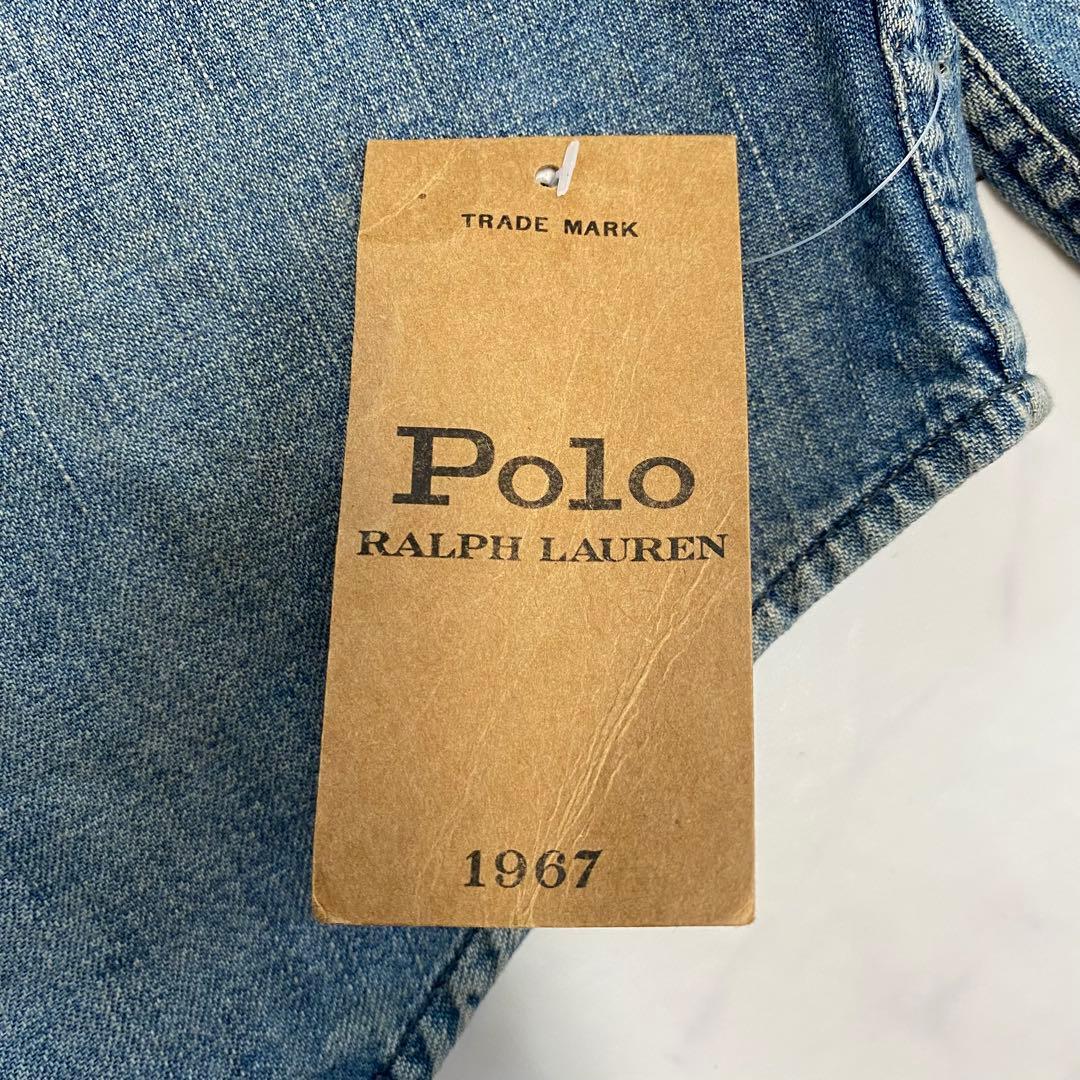 TRADE MARK
Polo
RALPH LAUREN
1967